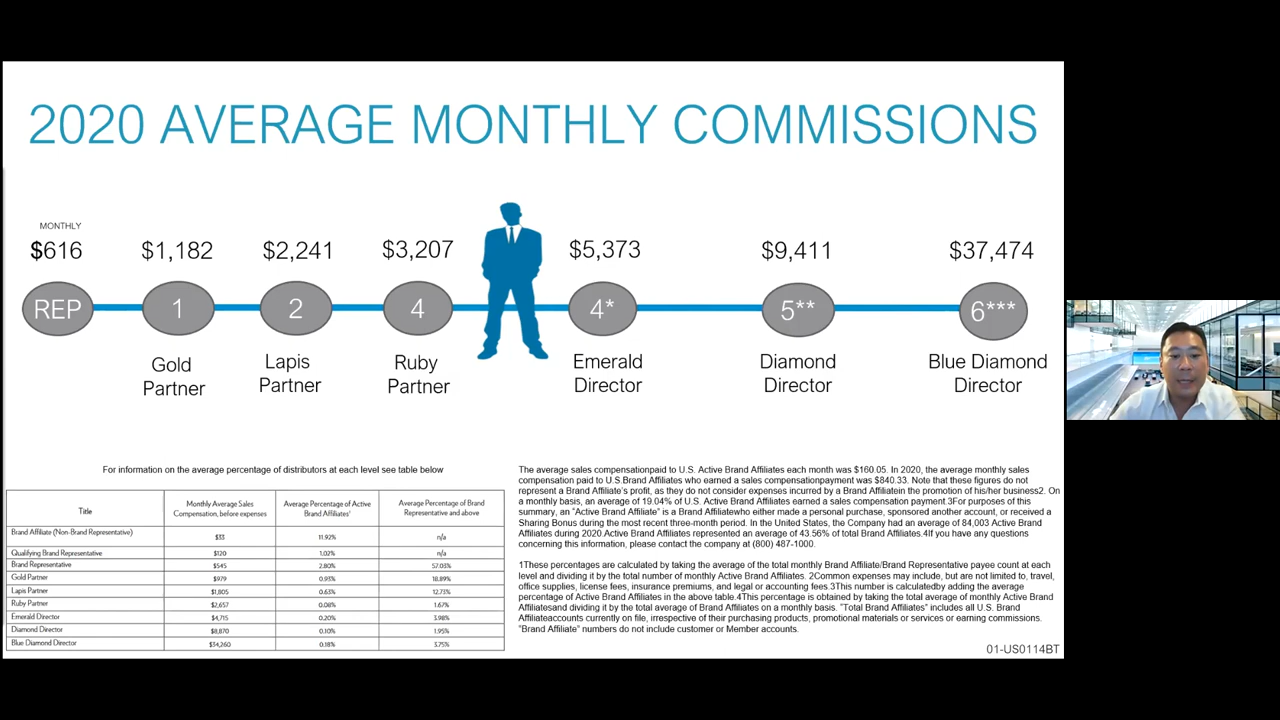 2020 AVERAGE MONTHLY COMMISSIONS
MONTHLY
$616 $1,182 $2,241 $3,207 $5,373 $9,411 $37,474
REP 1 2 4 4* 5** 6***
Gold Partner
Lapis Partner
Ruby Partner
Emerald Director
Diamond Director
Blue Diamond Director
For information on the average percentage of distributors at each level see table below
Title | Monthly Average Sales Compensation, before expenses | Average Percentage of Active Brand Affiliates¹ | Average Percentage of Brand Representative and above
Brand Affiliate (Non-Brand Representative) | $33 | 11.92% | n/a
Qualifying Brand Representative | $120 | 1.02% | n/a
Brand Representative | $545 | 2.80% | 57.03%
Gold Partner | $979 | 0.93% | 18.89%
Lapis Partner | $1,805 | 0.63% | 12.73%
Ruby Partner | $2,657 | 0.08% | 1.67%
Emerald Director | $4,715 | 0.20% | 3.98%
Diamond Director | $8,870 | 0.10% | 1.95%
Blue Diamond Director | $34,260 | 0.18% | 3.75%
The average sales compensationpaid to U.S. Active Brand Affiliates each month was $160.05. In 2020, the average monthly sales
compensation paid to U.S.Brand Affiliates who earned a sales compensationpayment was $840.33. Note that these figures do not
represent a Brand Affiliate's profit, as they do not consider expenses incurred by a Brand Affiliatein the promotion of his/her business2. On
a monthly basis, an average of 19.04% of U.S. Active Brand Affiliates earned a sales compensation payment.3For purposes of this
summary, an "Active Brand Affiliate" is a Brand Affiliatewho either made a personal purchase, sponsored another account, or received a
Sharing Bonus during the most recent three-month period. In the United States, the Company had an average of 84,003 Active Brand
Affiliates during 2020.Active Brand Affiliates represented an average of 43.56% of total Brand Affiliates.4If you have any questions
concerning this information, please contact the company at (800) 487-1000.
1These percentages are calculated by taking the average of the total monthly Brand Affiliate/Brand Representative payee count at each
level and dividing it by the total number of monthly Active Brand Affiliates. 2Common expenses may include, but are not limited to, travel,
office supplies, license fees, insurance premiums, and legal or accounting fees.3This number is calculatedby adding the average
percentage of Active Brand Affiliates in the above table.4This percentage is obtained by taking the total average of monthly Active Brand
Affiliatesand dividing it by the total average of Brand Affiliates on a monthly basis. "Total Brand Affiliates" includes all U.S. Brand
Affiliateaccounts currently on file, irrespective of their purchasing products, promotional materials or services or earning commissions.
"Brand Affiliate" numbers do not include customer or Member accounts.
01-US0114BT